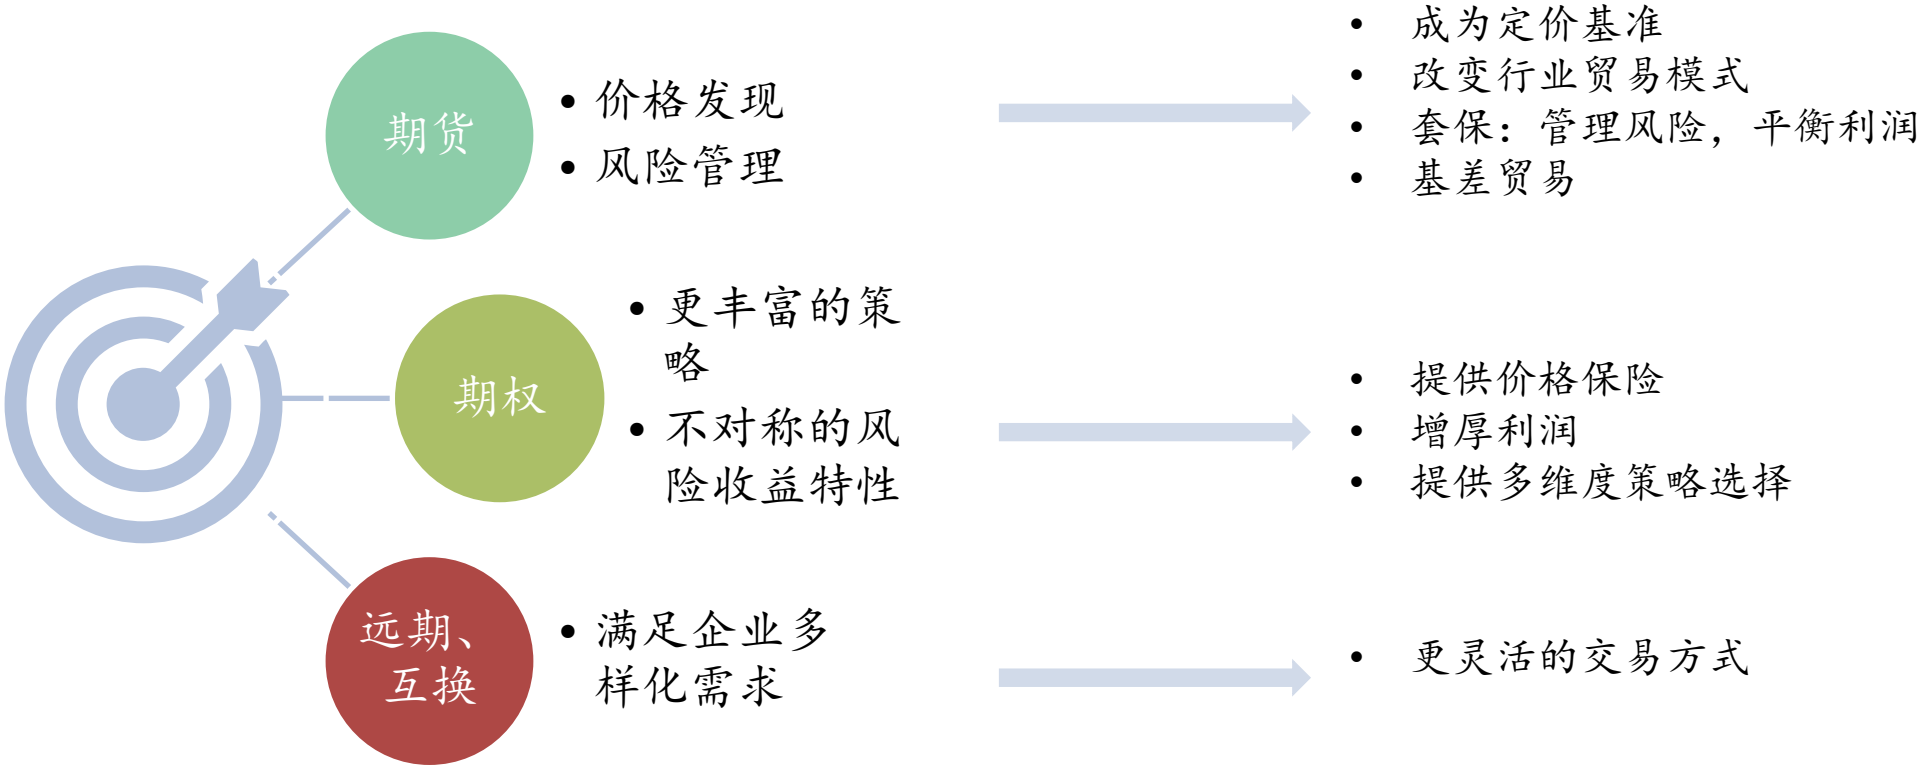 期货
• 价格发现
• 风险管理
• 成为定价基准
• 改变行业贸易模式
• 套保：管理风险，平衡利润
• 基差贸易
期权
• 更丰富的策
略
• 不对称的风
险收益特性
• 提供价格保险
• 增厚利润
• 提供多维度策略选择
远期、
互换
• 满足企业多
样化需求
• 更灵活的交易方式